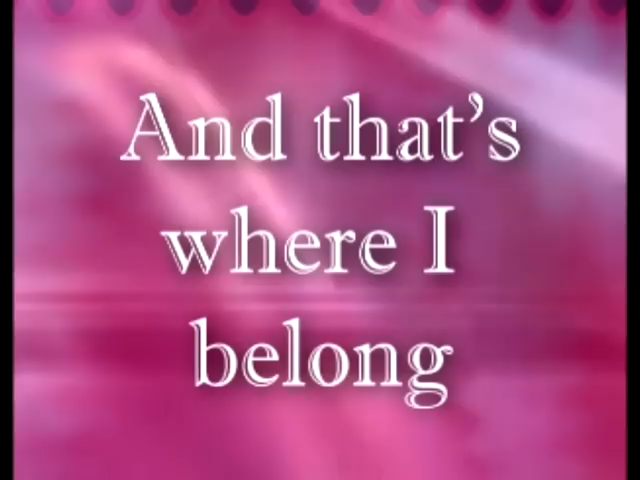 And that’s
where I
belong